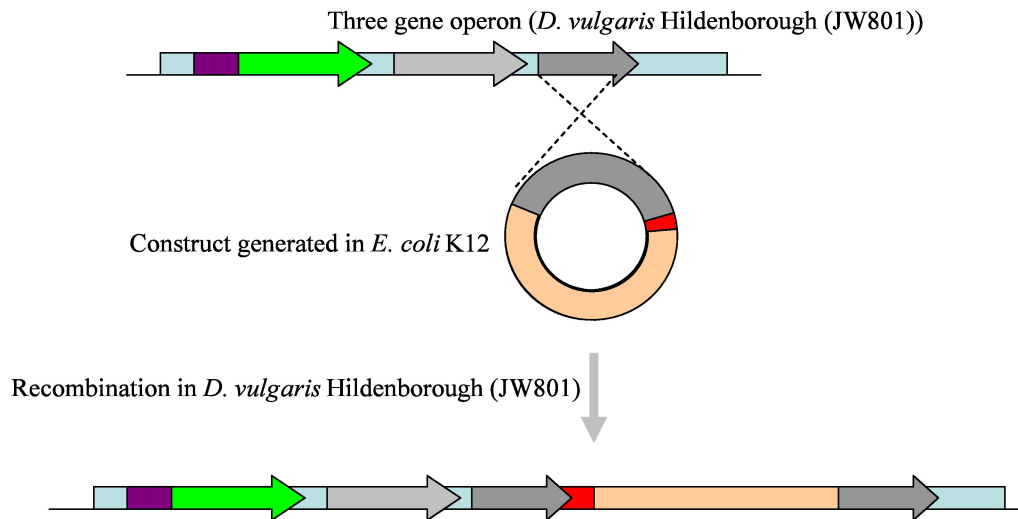 Three gene operon (D. vulgaris Hildenborough (JW801))
Construct generated in E. coli K12
Recombination in D. vulgaris Hildenborough (JW801)